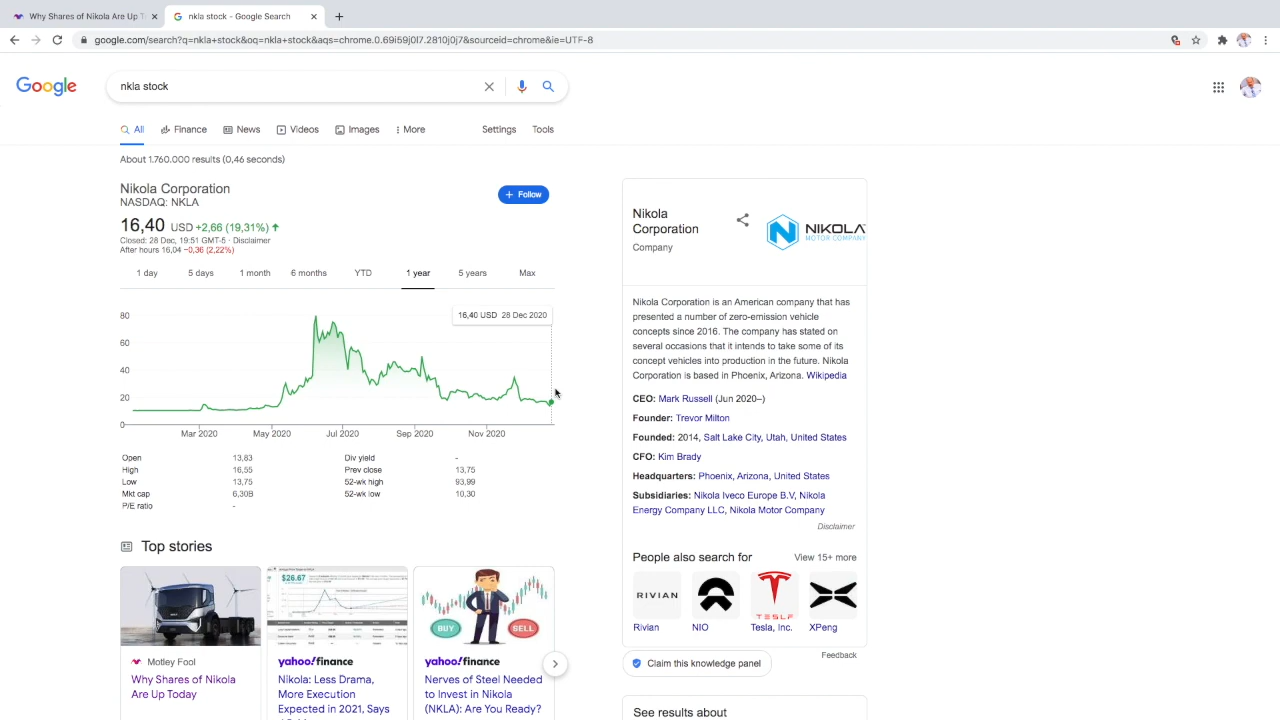 Why Shares of Nikola Are Up T
nkla stock - Google Search
google.com/search?q=nkla+stock&oq=nkla+stock&aqs=chrome.0.69i59j0l7.2810j0j7&sourceid=chrome&ie=UTF-8
Google
nkla stock
All
Finance
News
Videos
Images
More
Settings
Tools
About 1.760.000 results (0,46 seconds)
Nikola Corporation
NASDAQ: NKLA
Follow
16,40 USD +2,66 (19,31%)
Closed: 28 Dec, 19:51 GMT-5 · Disclaimer
After hours 16,04 −0,36 (2,22%)
1 day
5 days
1 month
6 months
YTD
1 year
5 years
Max
16,40 USD 28 Dec 2020
80
60
40
20
0
Mar 2020
May 2020
Jul 2020
Sep 2020
Nov 2020
Open 13,83
High 16,55
Low 13,75
Mkt cap 6,30B
P/E ratio -
Div yield -
Prev close 13,75
52-wk high 93,99
52-wk low 10,30
Top stories
Motley Fool
Why Shares of Nikola
Are Up Today
$26.67
yahoo!finance
Nikola: Less Drama,
More Execution
Expected in 2021, Says
BUY
SELL
yahoo!finance
Nerves of Steel Needed
to Invest in Nikola
(NKLA): Are You Ready?
Nikola
Corporation
Company
NIKOLA
MOTOR COMPANY
Nikola Corporation is an American company that has
presented a number of zero-emission vehicle
concepts since 2016. The company has stated on
several occasions that it intends to take some of its
concept vehicles into production in the future. Nikola
Corporation is based in Phoenix, Arizona. Wikipedia
CEO: Mark Russell (Jun 2020–)
Founder: Trevor Milton
Founded: 2014, Salt Lake City, Utah, United States
CFO: Kim Brady
Headquarters: Phoenix, Arizona, United States
Subsidiaries: Nikola Iveco Europe B.V, Nikola
Energy Company LLC, Nikola Motor Company
Disclaimer
People also search for
View 15+ more
RIVIAN
TESLA
Rivian
NIO
Tesla, Inc.
XPeng
Feedback
Claim this knowledge panel
See results about